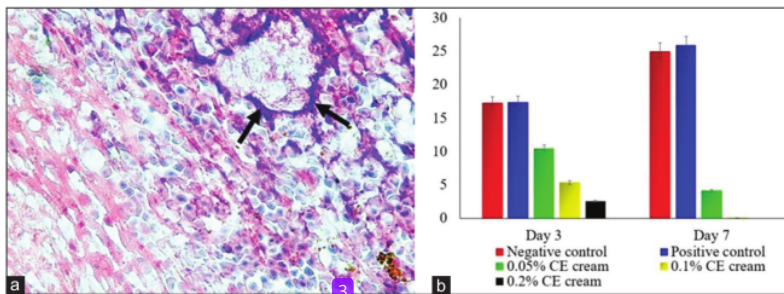 a
3
b
30
25
20
15
10
5
0
Day 3
Day 7
Negative control
Positive control
0.05% CE cream
0.1% CE cream
0.2% CE cream